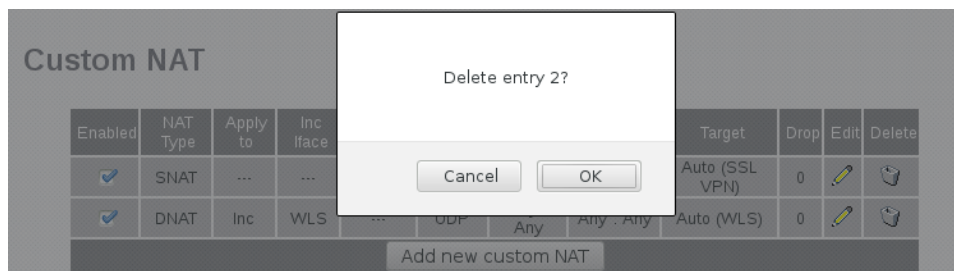 Custom NAT
Delete entry 2?
Cancel OK
Enabled NAT Type Apply to Inc Iface Target Drop Edit Delete
SNAT --- --- Auto (SSL VPN) 0
DNAT Inc WLS --- UDP Any Any : Any Auto (WLS) 0
Add new custom NAT